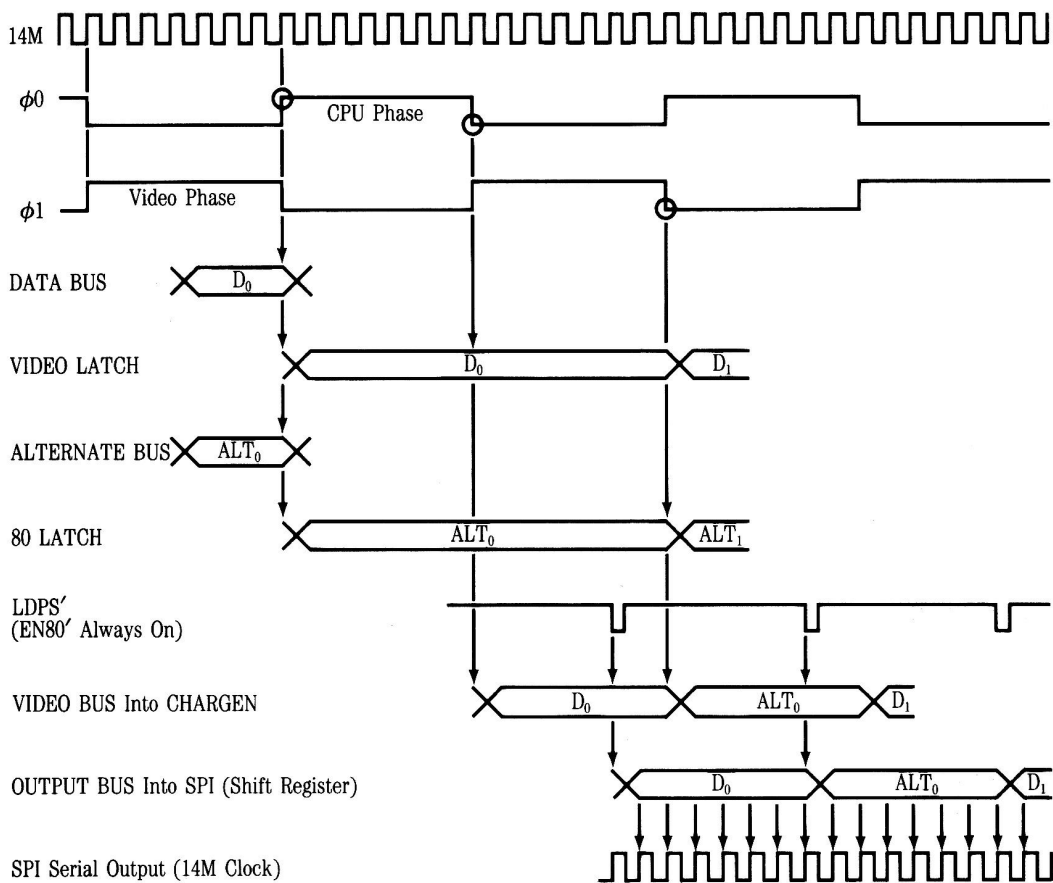 14M
ϕ0
CPU Phase
Video Phase
ϕ1
DATA BUS
D₀
VIDEO LATCH
D₀
D₁
ALTERNATE BUS
ALT₀
80 LATCH
ALT₀
ALT₁
LDPS′
(EN80′ Always On)
VIDEO BUS Into CHARGEN
D₀
ALT₀
D₁
OUTPUT BUS Into SPI (Shift Register)
D₀
ALT₀
D₁
SPI Serial Output (14M Clock)